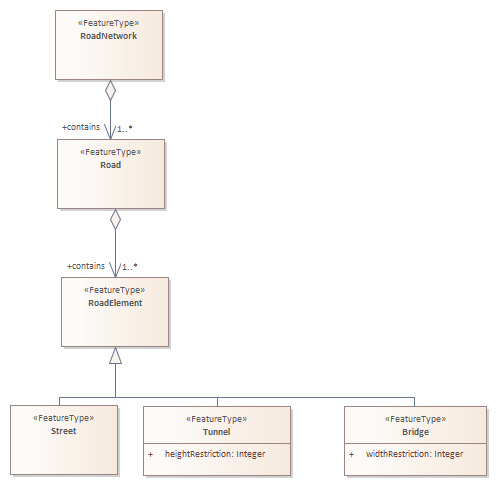 «FeatureType»
RoadNetwork
+contains 1..*
«FeatureType»
Road
+contains 1..*
«FeatureType»
RoadElement
«FeatureType»
Street
«FeatureType»
Tunnel
+ heightRestriction: Integer
«FeatureType»
Bridge
+ widthRestriction: Integer